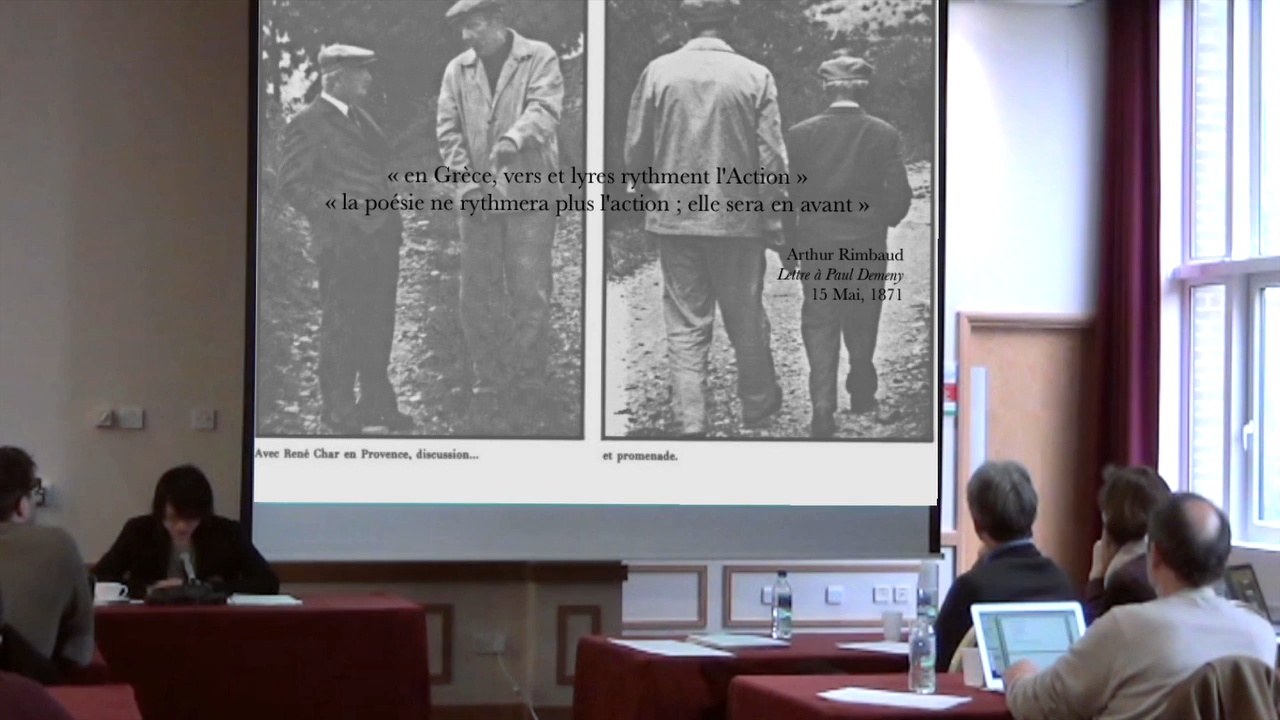 « en Grèce, vers et lyres rythment l'Action »
« la poésie ne rythmera plus l'action ; elle sera en avant »
Arthur Rimbaud
Lettre à Paul Demeny
15 Mai, 1871
Avec René Char en Provence, discussion...
et promenade.